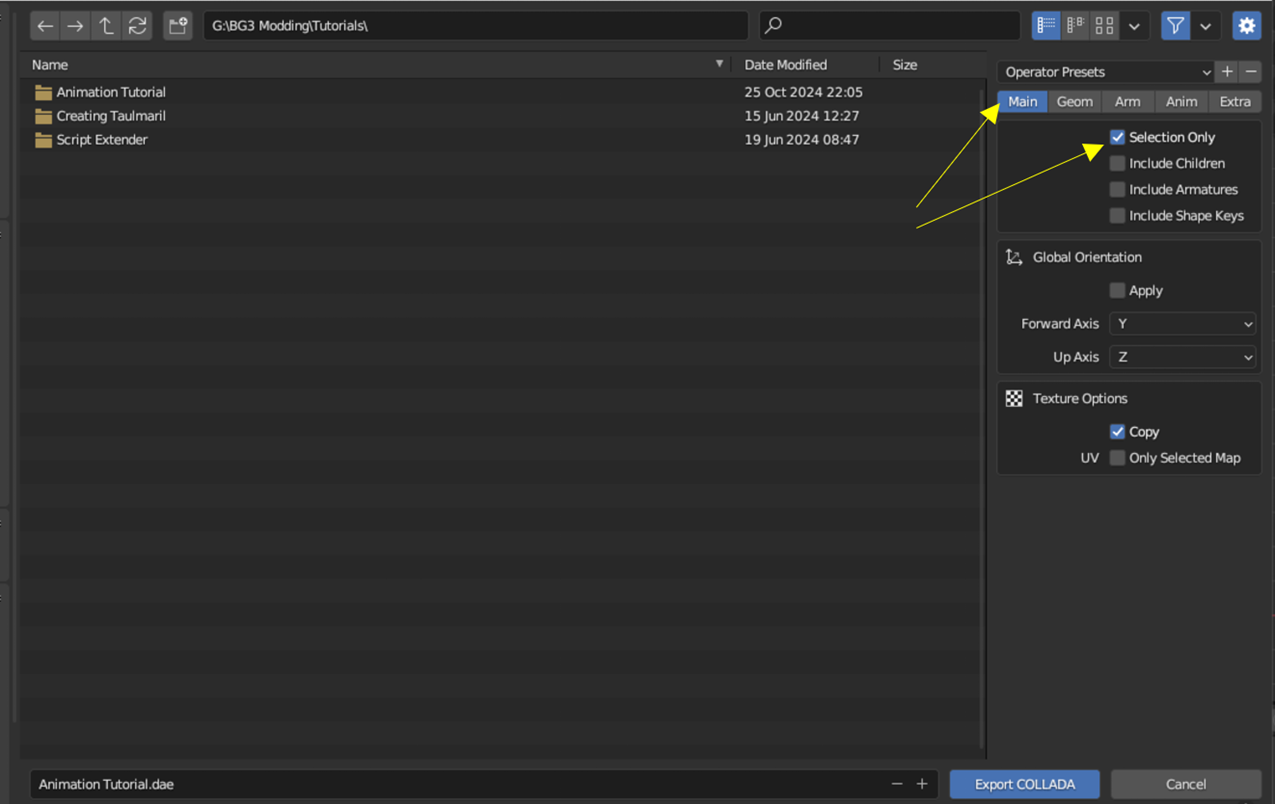 G:\BG3 Modding\Tutorials\
Name Date Modified Size
Animation Tutorial 25 Oct 2024 22:05
Creating Taulmaril 15 Jun 2024 12:27
Script Extender 19 Jun 2024 08:47
Operator Presets
Main Geom Arm Anim Extra
Selection Only
Include Children
Include Armatures
Include Shape Keys
Global Orientation
Apply
Forward Axis Y
Up Axis Z
Texture Options
Copy
UV Only Selected Map
Animation Tutorial.dae
Export COLLADA Cancel